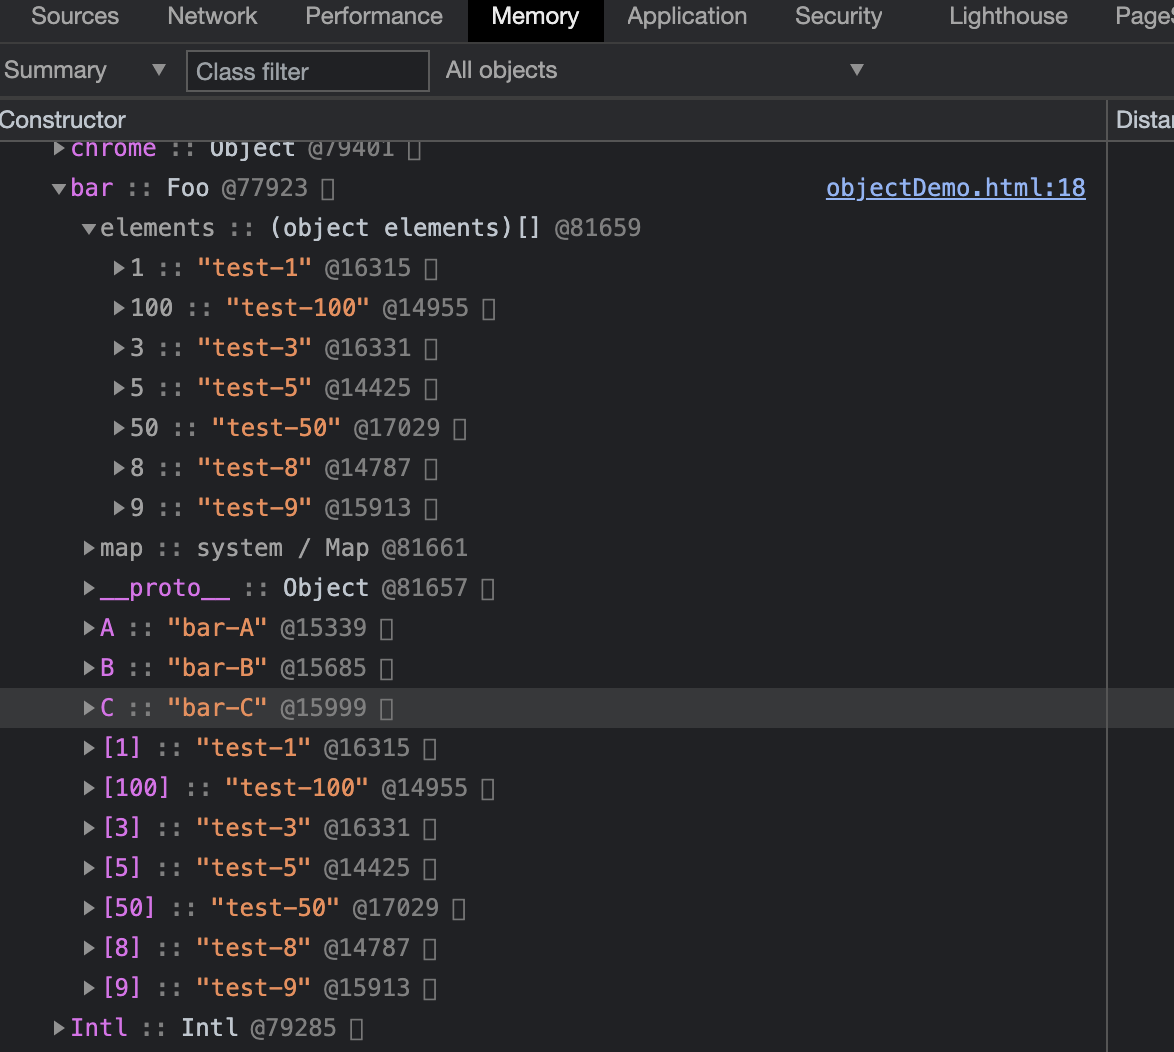 Sources Network Performance Memory Application Security Lighthouse Page
Summary ▼ Class filter All objects ▼
Constructor Distan
▶chrome :: Object @79401 ▯
▼bar :: Foo @77923 ▯ objectDemo.html:18
▼elements :: (object elements)[] @81659
▶1 :: "test-1" @16315 ▯
▶100 :: "test-100" @14955 ▯
▶3 :: "test-3" @16331 ▯
▶5 :: "test-5" @14425 ▯
▶50 :: "test-50" @17029 ▯
▶8 :: "test-8" @14787 ▯
▶9 :: "test-9" @15913 ▯
▶map :: system / Map @81661
▶__proto__ :: Object @81657 ▯
▶A :: "bar-A" @15339 ▯
▶B :: "bar-B" @15685 ▯
▶C :: "bar-C" @15999 ▯
▶[1] :: "test-1" @16315 ▯
▶[100] :: "test-100" @14955 ▯
▶[3] :: "test-3" @16331 ▯
▶[5] :: "test-5" @14425 ▯
▶[50] :: "test-50" @17029 ▯
▶[8] :: "test-8" @14787 ▯
▶[9] :: "test-9" @15913 ▯
▶Intl :: Intl @79285 ▯